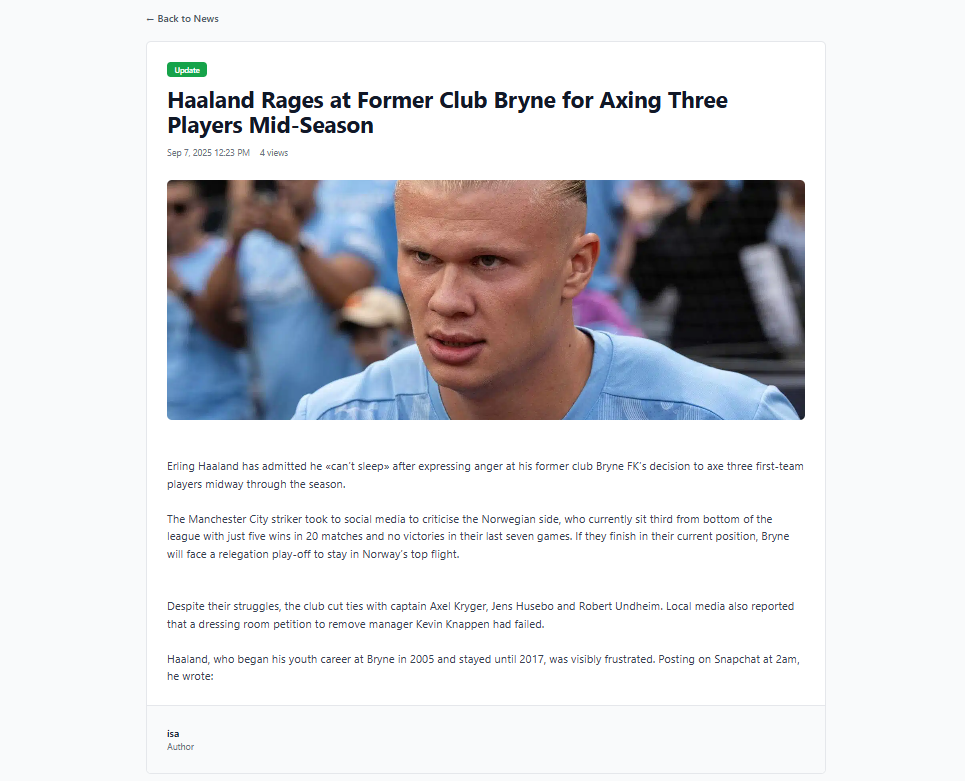 ← Back to News
Update
Haaland Rages at Former Club Bryne for Axing Three
Players Mid-Season
Sep 7, 2025 12:23 PM 4 views
Erling Haaland has admitted he «can't sleep» after expressing anger at his former club Bryne FK's decision to axe three first-team
players midway through the season.
The Manchester City striker took to social media to criticise the Norwegian side, who currently sit third from bottom of the
league with just five wins in 20 matches and no victories in their last seven games. If they finish in their current position, Bryne
will face a relegation play-off to stay in Norway's top flight.
Despite their struggles, the club cut ties with captain Axel Kryger, Jens Husebo and Robert Undheim. Local media also reported
that a dressing room petition to remove manager Kevin Knappen had failed.
Haaland, who began his youth career at Bryne in 2005 and stayed until 2017, was visibly frustrated. Posting on Snapchat at 2am,
he wrote:
isa
Author